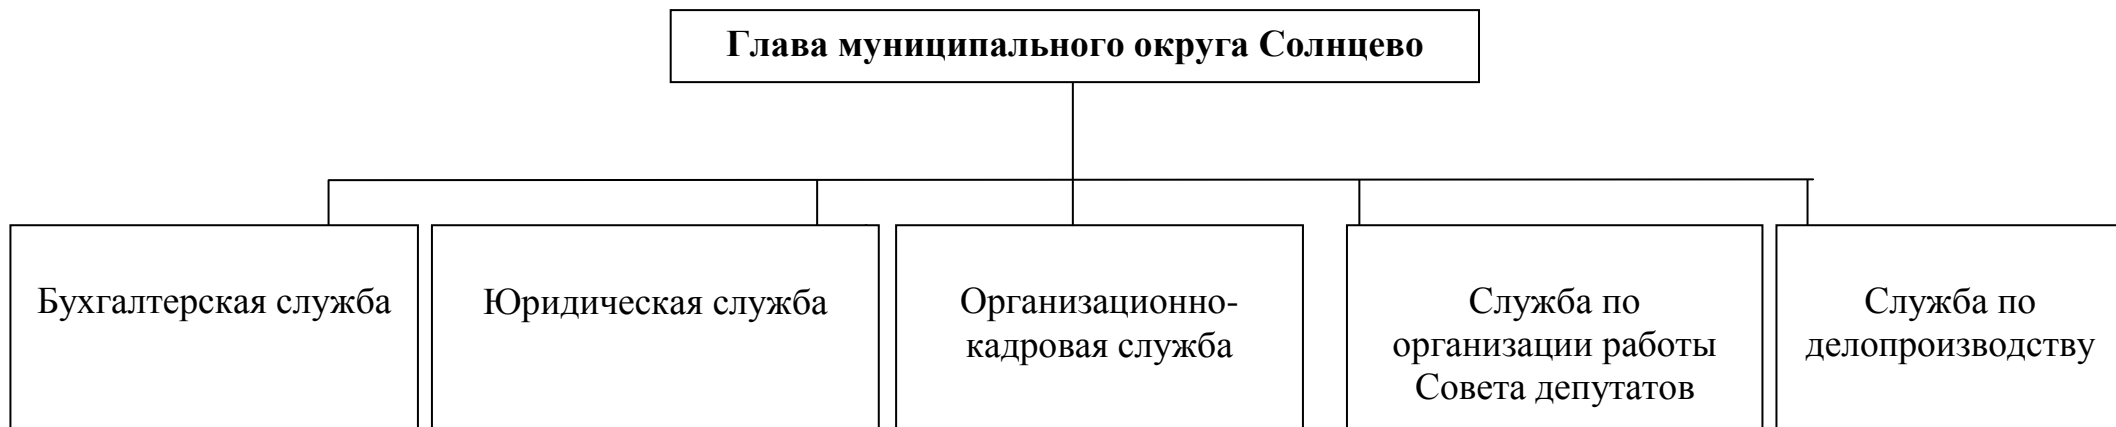 Глава муниципального округа Солнцево
Бухгалтерская служба
Юридическая служба
Организационно-
кадровая служба
Служба по
организации работы
Совета депутатов
Служба по
делопроизводству